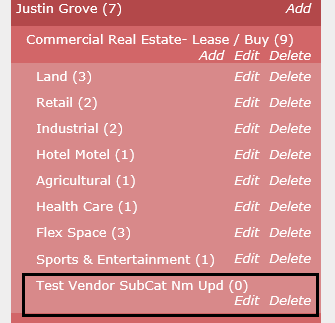 Justin Grove (7) Add
Commercial Real Estate- Lease / Buy (9)
Add Edit Delete
Land (3) Edit Delete
Retail (2) Edit Delete
Industrial (2) Edit Delete
Hotel Motel (1) Edit Delete
Agricultural (1) Edit Delete
Health Care (1) Edit Delete
Flex Space (3) Edit Delete
Sports & Entertainment (1) Edit Delete
Test Vendor SubCat Nm Upd (0)
Edit Delete